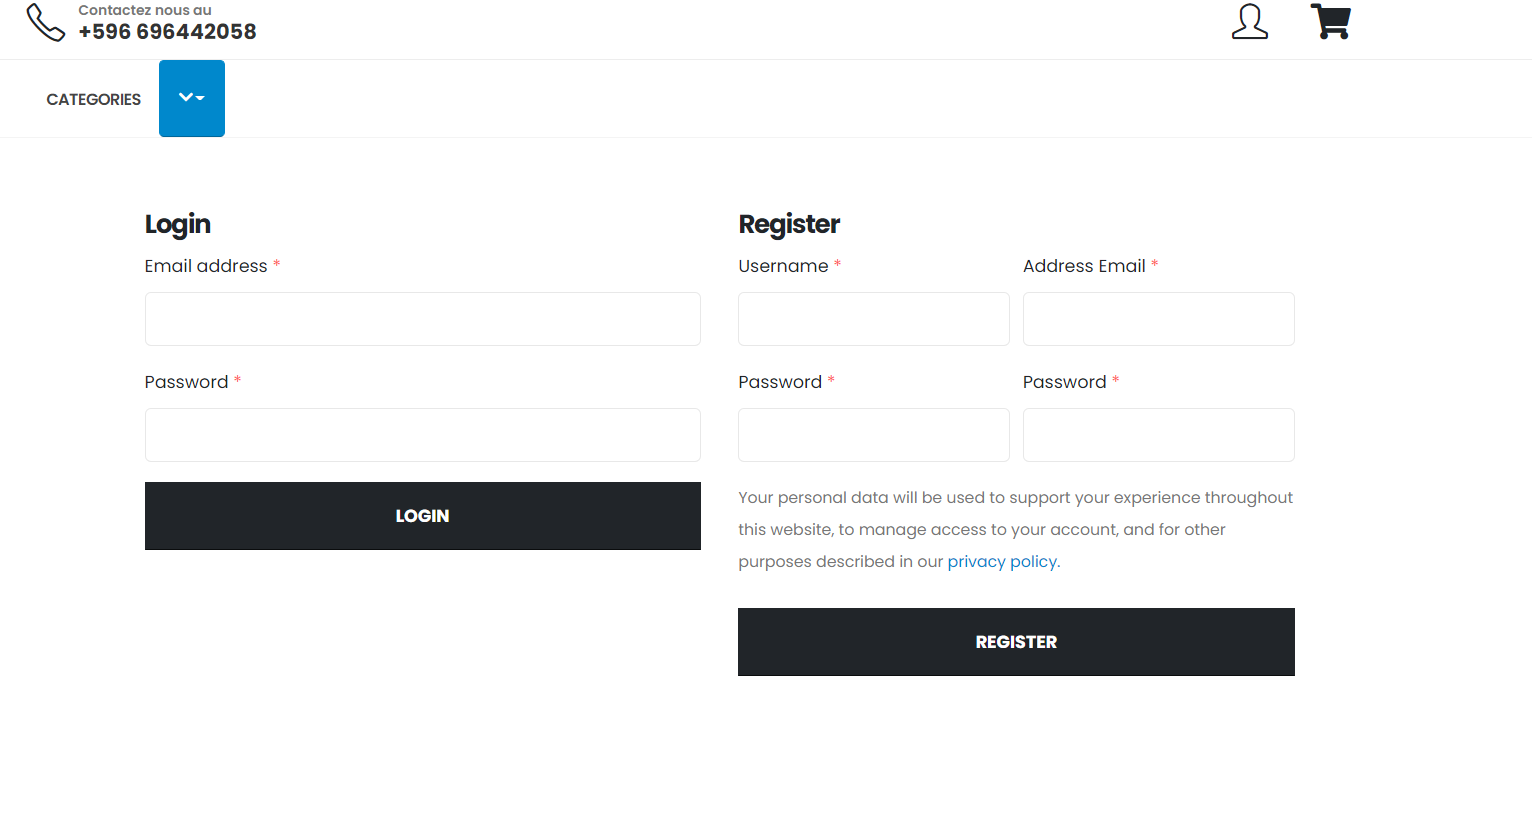 Contactez nous au
+596 696442058
CATEGORIES
Login
Email address *
Password *
LOGIN
Register
Username * Address Email *
Password * Password *
Your personal data will be used to support your experience throughout
this website, to manage access to your account, and for other
purposes described in our privacy policy.
REGISTER